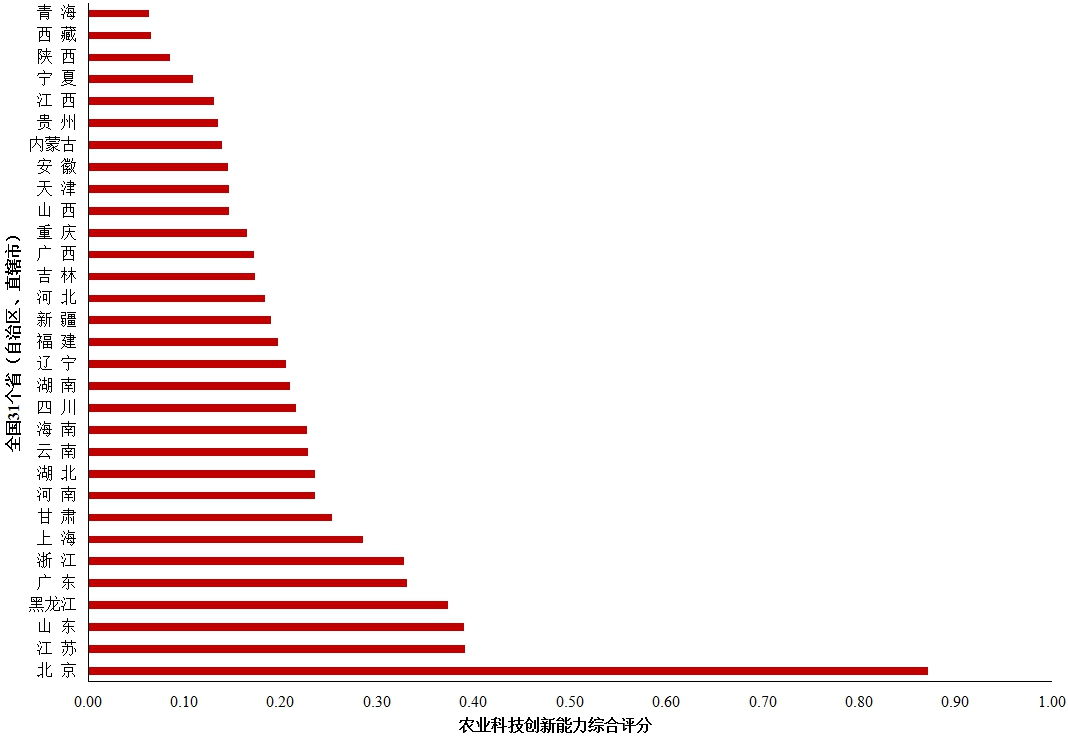 青 海
西 藏
陕 西
宁 夏
江 西
贵 州
内蒙古
安 徽
天 津
山 西
重 庆
广 西
吉 林
河 北
新 疆
福 建
辽 宁
湖 南
四 川
海 南
云 南
湖 北
河 南
甘 肃
上 海
浙 江
广 东
黑龙江
山 东
江 苏
北 京
全国31个省（自治区、直辖市）
0.00 0.10 0.20 0.30 0.40 0.50 0.60 0.70 0.80 0.90 1.00
农业科技创新能力综合评分